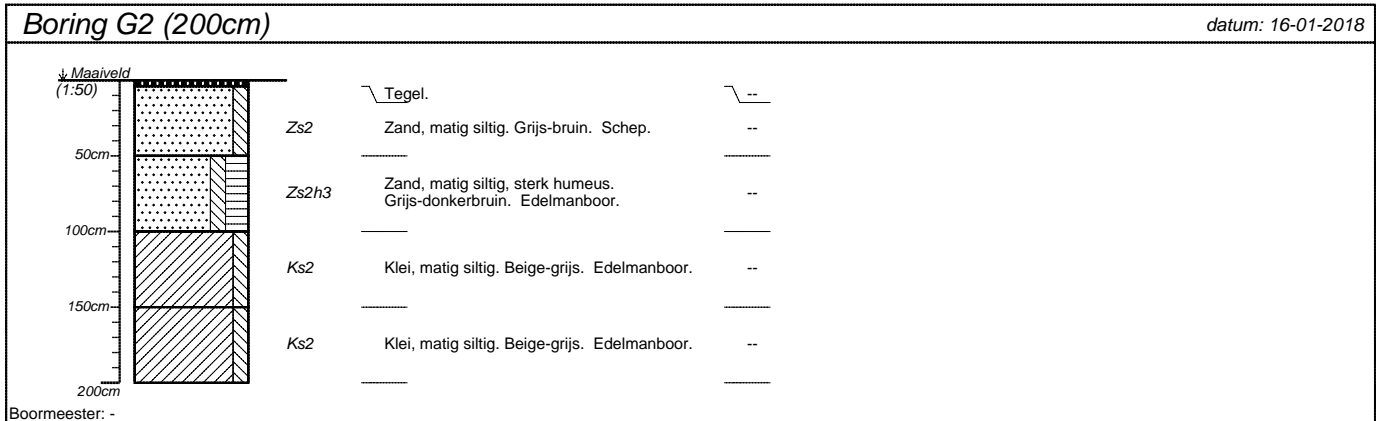 Boring G2 (200cm)
datum: 16-01-2018
Maaiveld
(1:50)
Tegel. --
Zs2 Zand, matig siltig. Grijs-bruin. Schep. --
50cm
Zs2h3 Zand, matig siltig, sterk humeus. --
Grijs-donkerbruin. Edelmanboor.
100cm
Ks2 Klei, matig siltig. Beige-grijs. Edelmanboor. --
150cm
Ks2 Klei, matig siltig. Beige-grijs. Edelmanboor. --
200cm
Boormeester: -